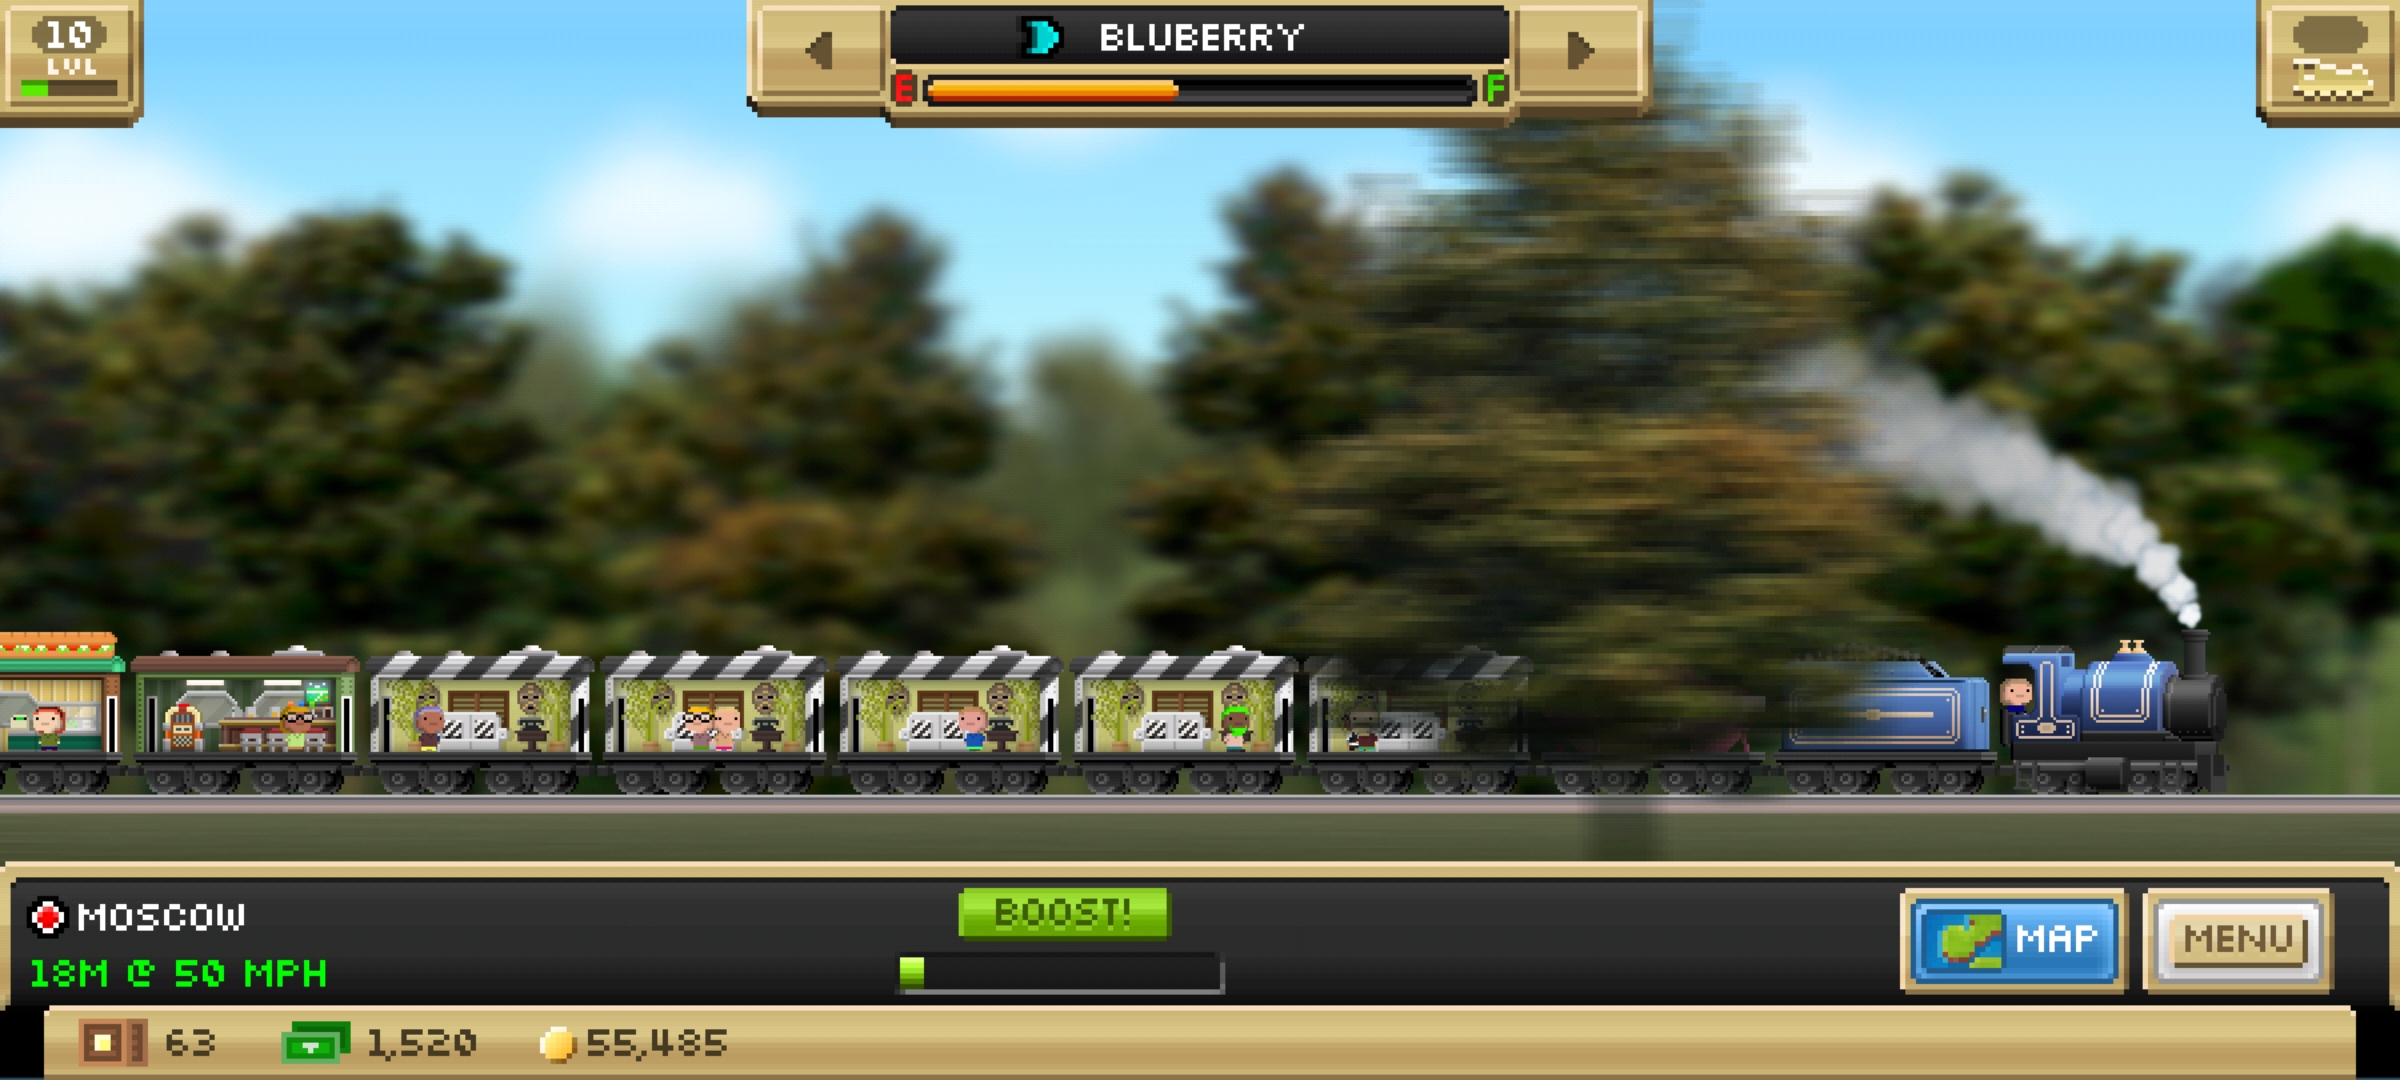 10
LVL
BLUBERRY
E F
MOSCOW
18M @ 50 MPH
BOOST!
MAP
MENU
63 1,520 55,485